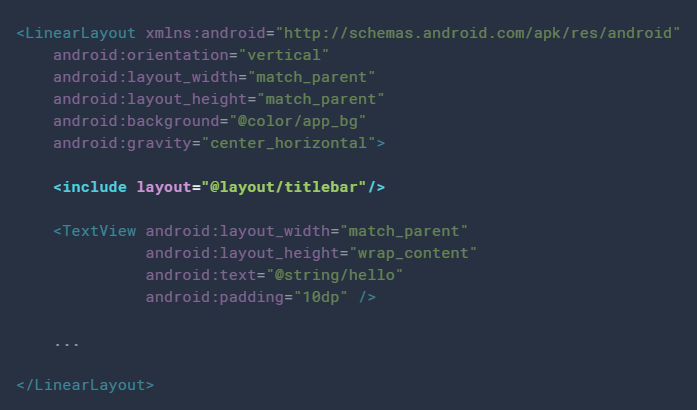 <LinearLayout xmlns:android="http://schemas.android.com/apk/res/android"
    android:orientation="vertical"
    android:layout_width="match_parent"
    android:layout_height="match_parent"
    android:background="@color/app_bg"
    android:gravity="center_horizontal">

    <include layout="@layout/titlebar"/>

    <TextView android:layout_width="match_parent"
              android:layout_height="wrap_content"
              android:text="@string/hello"
              android:padding="10dp" />

    ...

</LinearLayout>